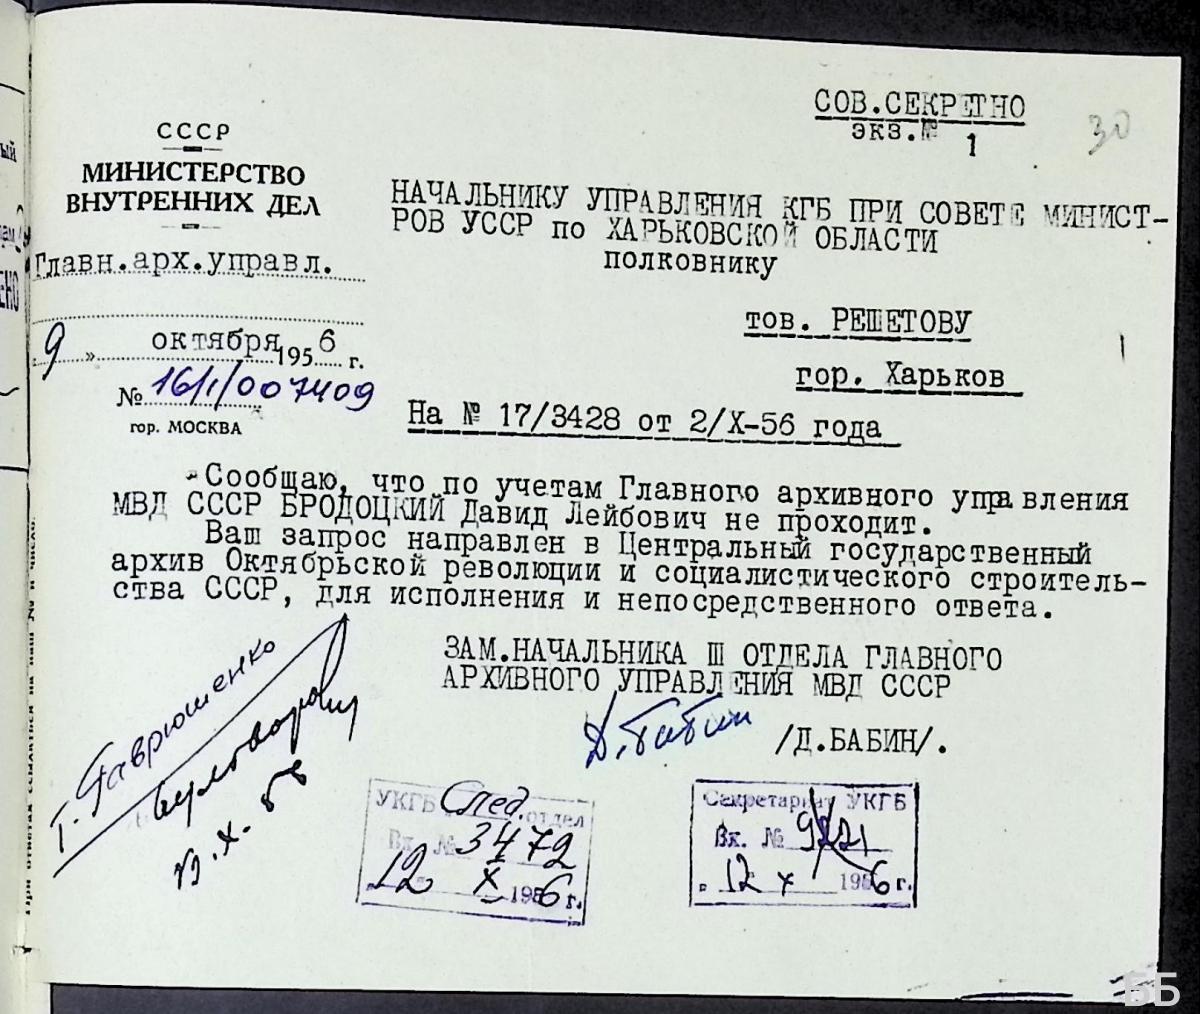 СОВ.СЕКРЕТНО
экз.№ 1
30
СССР
МИНИСТЕРСТВО
ВНУТРЕННИХ ДЕЛ
Главн.арх.управл.
9 » октября 1956 г.
№ 16/1/007409
гор. МОСКВА
НАЧАЛЬНИКУ УПРАВЛЕНИЯ КГБ ПРИ СОВЕТЕ МИНИСТ-
РОВ УССР по ХАРЬКОВСКОЙ ОБЛАСТИ
полковнику
тов. РЕШЕТОВУ
гор. Харьков
На № 17/3428 от 2/X-56 года
Сообщаю, что по учетам Главного архивного управления
МВД СССР БРОДОЦКИЙ Давид Лейбович не проходит.
Ваш запрос направлен в Центральный государственный
архив Октябрьской революции и социалистического строитель-
ства СССР, для исполнения и непосредственного ответа.
ЗАМ.НАЧАЛЬНИКА III ОТДЕЛА ГЛАВНОГО
АРХИВНОГО УПРАВЛЕНИЯ МВД СССР
Д.Бабин
/Д.БАБИН/.
т. Гаврюшенко
УКГБ След. отдел
Вх. № 3472
12 X 1956 г.
Секретариат УКГБ
Вх. № 9221
" 12 x 1956 г.
ББ